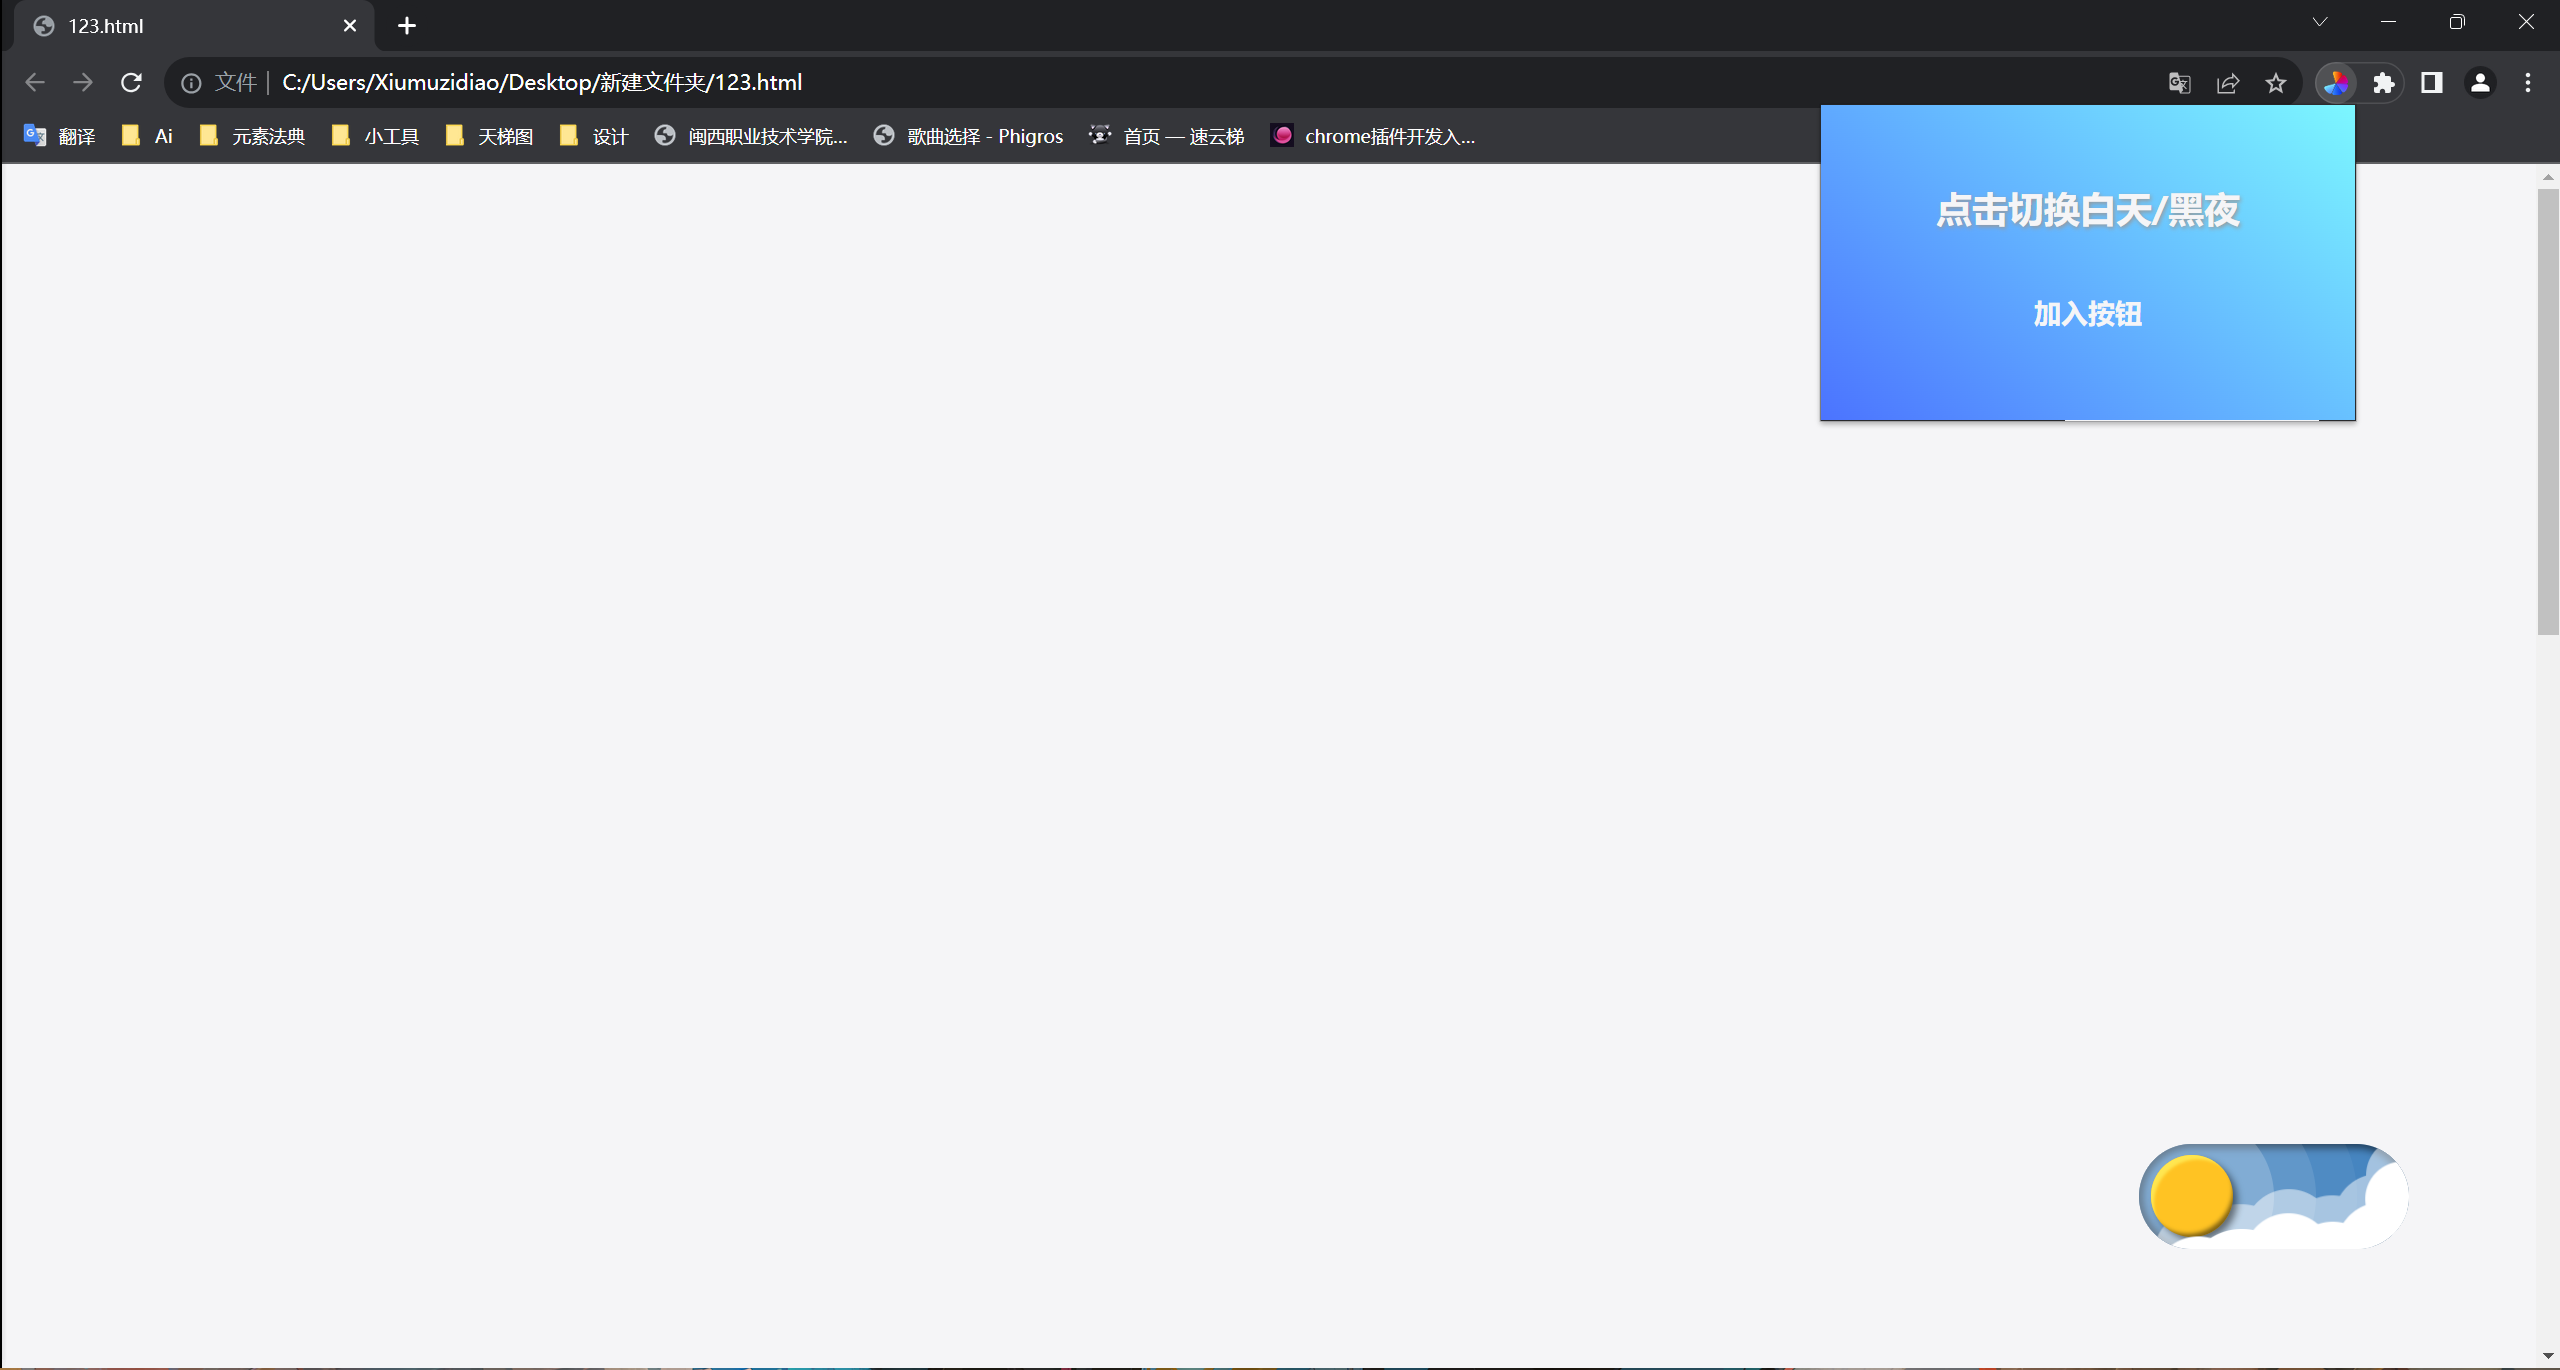 123.html
文件 C:/Users/Xiumuzidiao/Desktop/新建文件夹/123.html
翻译 Ai 元素法典 小工具 天梯图 设计 闽西职业技术学院... 歌曲选择 - Phigros 首页 — 速云梯 chrome插件开发入...
点击切换白天/黑夜
加入按钮